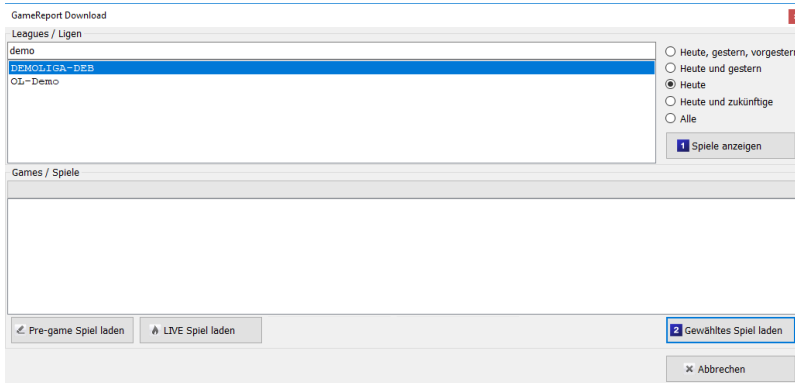 GameReport Download
Leagues / Ligen
demo
DEMOLIGA-DEB
OL-Demo
Heute, gestern, vorgestern
Heute und gestern
Heute
Heute und zukünftige
Alle
1 Spiele anzeigen
Games / Spiele
Pre-game Spiel laden
LIVE Spiel laden
2 Gewähltes Spiel laden
Abbrechen